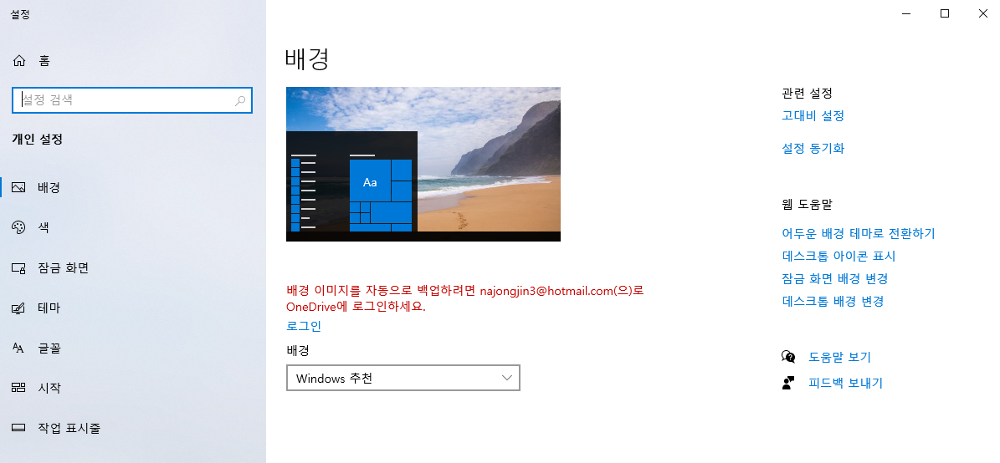 설정
홈
설정 검색
개인 설정
배경
색
잠금 화면
테마
글꼴
시작
작업 표시줄
배경
Aa
배경 이미지를 자동으로 백업하려면 najongjin3@hotmail.com(으)로
OneDrive에 로그인하세요.
로그인
배경
Windows 추천
관련 설정
고대비 설정
설정 동기화
웹 도움말
어두운 배경 테마로 전환하기
데스크톱 아이콘 표시
잠금 화면 배경 변경
데스크톱 배경 변경
도움말 보기
피드백 보내기